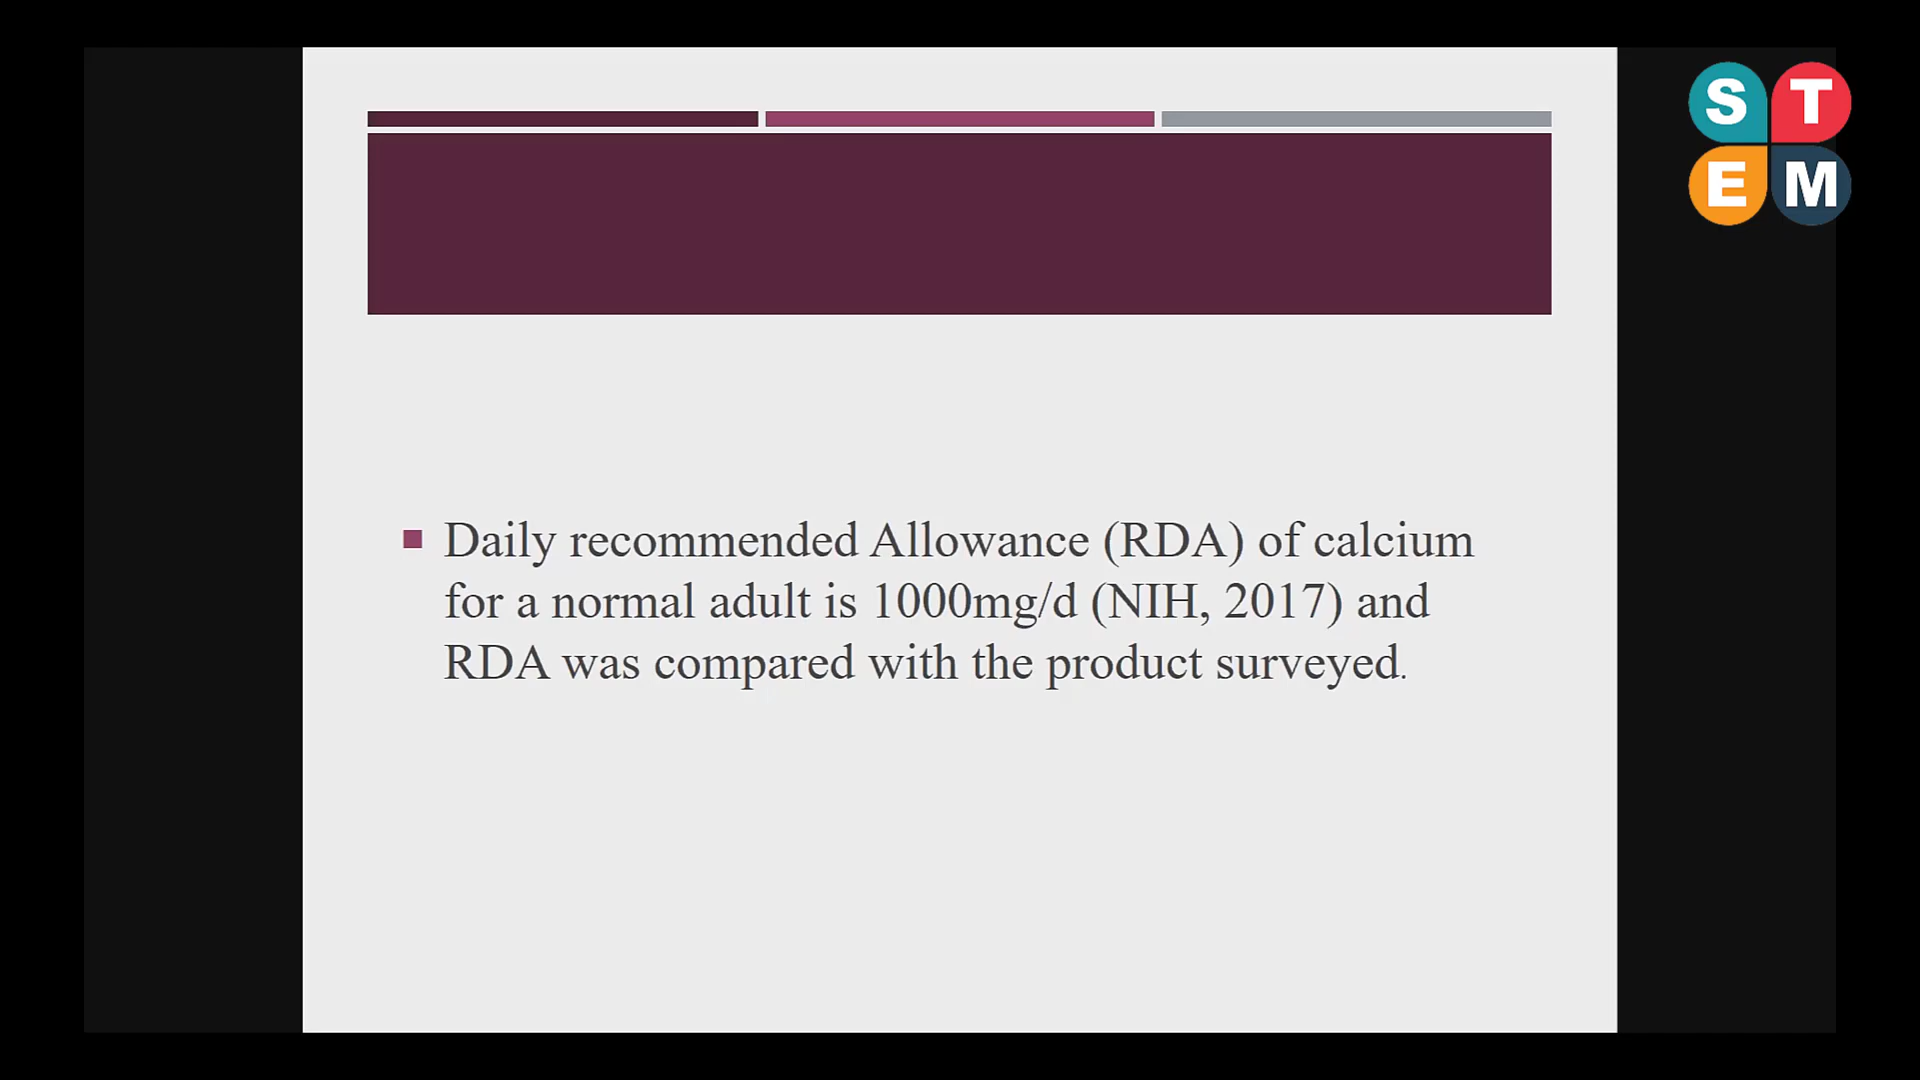 S T
E M
Daily recommended Allowance (RDA) of calcium
for a normal adult is 1000mg/d (NIH, 2017) and
RDA was compared with the product surveyed.